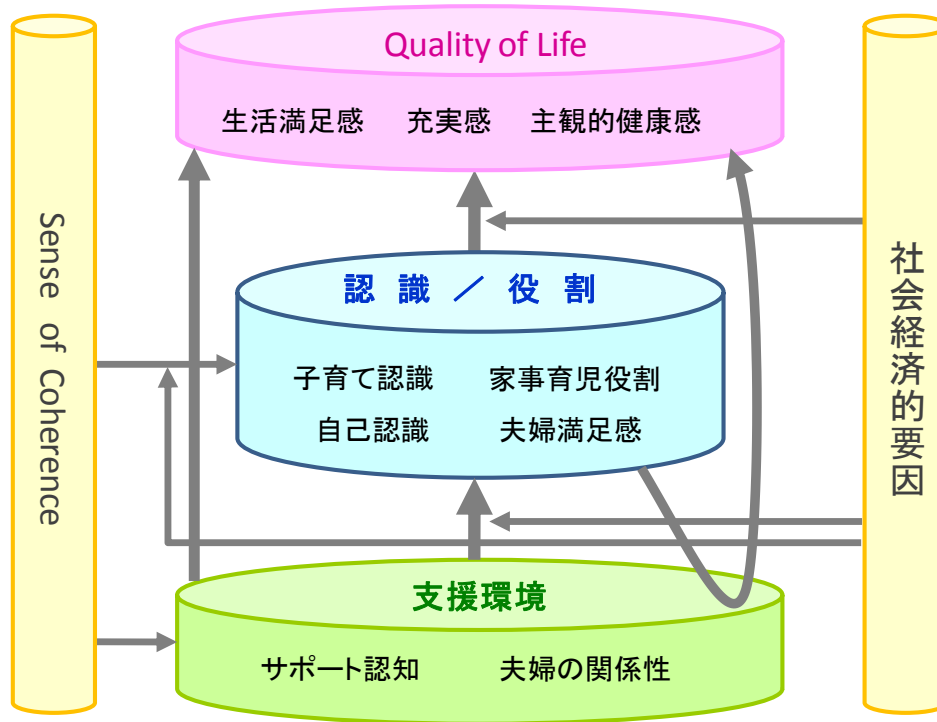 Quality of Life
生活満足感 充実感 主観的健康感
Sense of Coherence
認 識 ／ 役 割
子育て認識 家事育児役割
自己認識 夫婦満足感
社会経済的要因
支援環境
サポート認知 夫婦の関係性